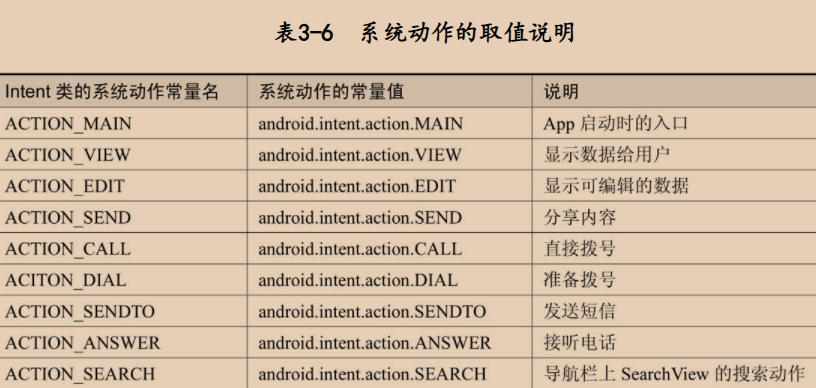 表3-6 系统动作的取值说明
Intent 类的系统动作常量名 系统动作的常量值 说明
ACTION_MAIN android.intent.action.MAIN App 启动时的入口
ACTION_VIEW android.intent.action.VIEW 显示数据给用户
ACTION_EDIT android.intent.action.EDIT 显示可编辑的数据
ACTION_SEND android.intent.action.SEND 分享内容
ACTION_CALL android.intent.action.CALL 直接拨号
ACITON_DIAL android.intent.action.DIAL 准备拨号
ACTION_SENDTO android.intent.action.SENDTO 发送短信
ACTION_ANSWER android.intent.action.ANSWER 接听电话
ACTION_SEARCH android.intent.action.SEARCH 导航栏上 SearchView 的搜索动作